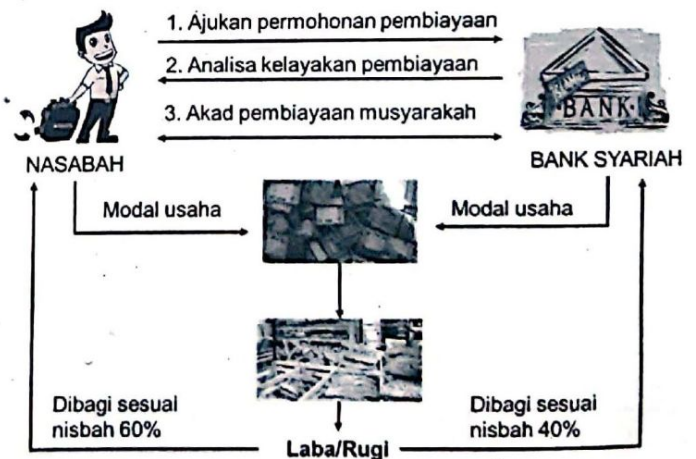 1. Ajukan permohonan pembiayaan
2. Analisa kelayakan pembiayaan
3. Akad pembiayaan musyarakah
BANK
NASABAH
BANK SYARIAH
Modal usaha
Modal usaha
Dibagi sesuai
nisbah 60%
Dibagi sesuai
nisbah 40%
Laba/Rugi